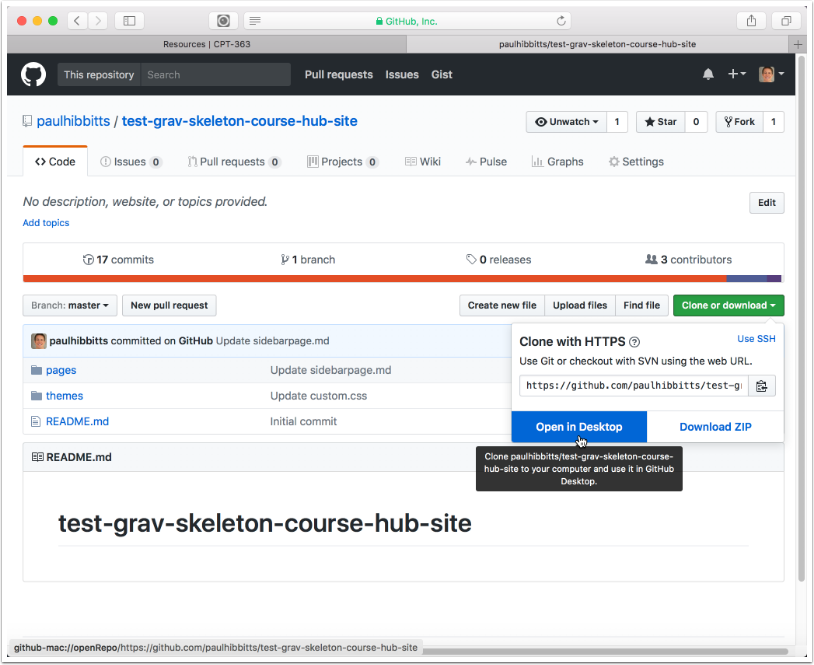 GitHub, Inc.
Resources | CPT-363
paulhibbitts/test-grav-skeleton-course-hub-site
This repository Search Pull requests Issues Gist
paulhibbitts / test-grav-skeleton-course-hub-site
Unwatch 1 Star 0 Fork 1
Code Issues 0 Pull requests 0 Projects 0 Wiki Pulse Graphs Settings
No description, website, or topics provided.
Edit
Add topics
17 commits 1 branch 0 releases 3 contributors
Branch: master New pull request Create new file Upload files Find file Clone or download
paulhibbitts committed on GitHub Update sidebarpage.md
pages Update sidebarpage.md
themes Update custom.css
README.md Initial commit
Clone with HTTPS ? Use SSH
Use Git or checkout with SVN using the web URL.
https://github.com/paulhibbitts/test-g
Open in Desktop Download ZIP
Clone paulhibbitts/test-grav-skeleton-course-
hub-site to your computer and use it in GitHub
Desktop.
README.md
test-grav-skeleton-course-hub-site
github-mac://openRepo/https://github.com/paulhibbitts/test-grav-skeleton-course-hub-site